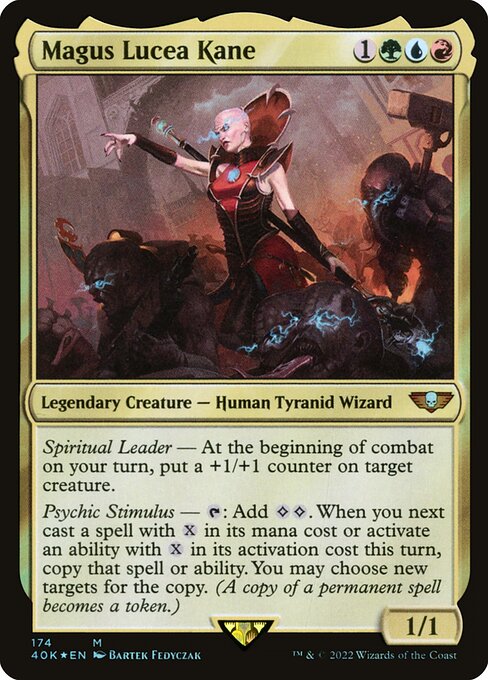 Magus Lucea Kane 1
Legendary Creature — Human Tyranid Wizard
Spiritual Leader — At the beginning of combat
on your turn, put a +1/+1 counter on target
creature.
Psychic Stimulus — : Add . When you next
cast a spell with X in its mana cost or activate
an ability with X in its activation cost this turn,
copy that spell or ability. You may choose new
targets for the copy. (A copy of a permanent spell
becomes a token.)
1/1
174 M
40K★EN Bartek Fedyczak
™ & © 2022 Wizards of the Coast